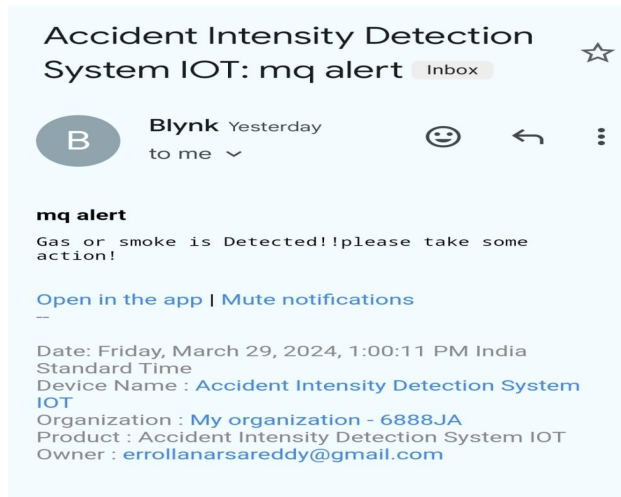 Accident Intensity Detection
System IOT: mq alert Inbox
B
Blynk Yesterday
to me
mq alert
Gas or smoke is Detected!!please take some
action!
Open in the app | Mute notifications
--
Date: Friday, March 29, 2024, 1:00:11 PM India
Standard Time
Device Name : Accident Intensity Detection System
IOT
Organization : My organization - 6888JA
Product : Accident Intensity Detection System IOT
Owner : errollanarsareddy@gmail.com